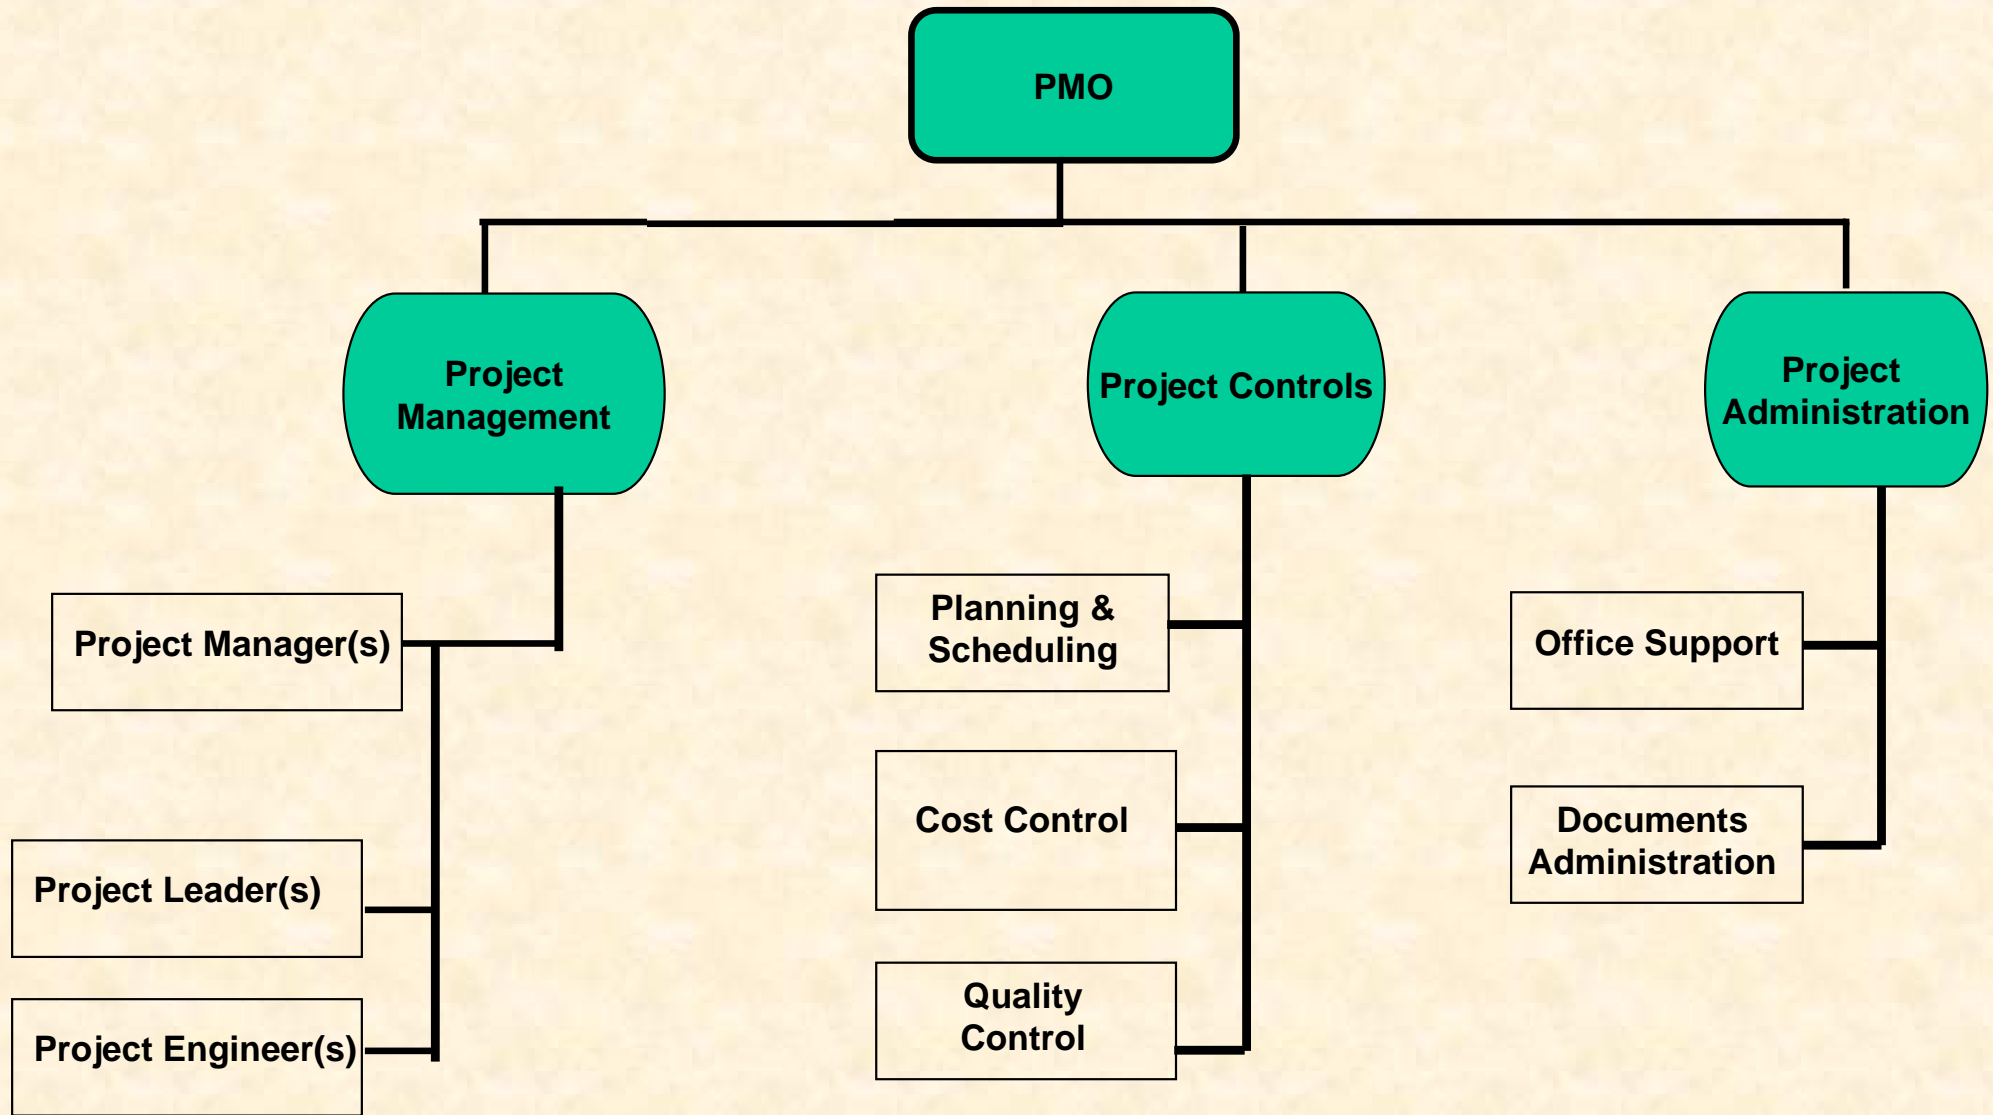 PMO
Project
Management
Project Controls
Project
Administration
Project Manager(s)
Project Leader(s)
Project Engineer(s)
Planning &
Scheduling
Cost Control
Quality
Control
Office Support
Documents
Administration